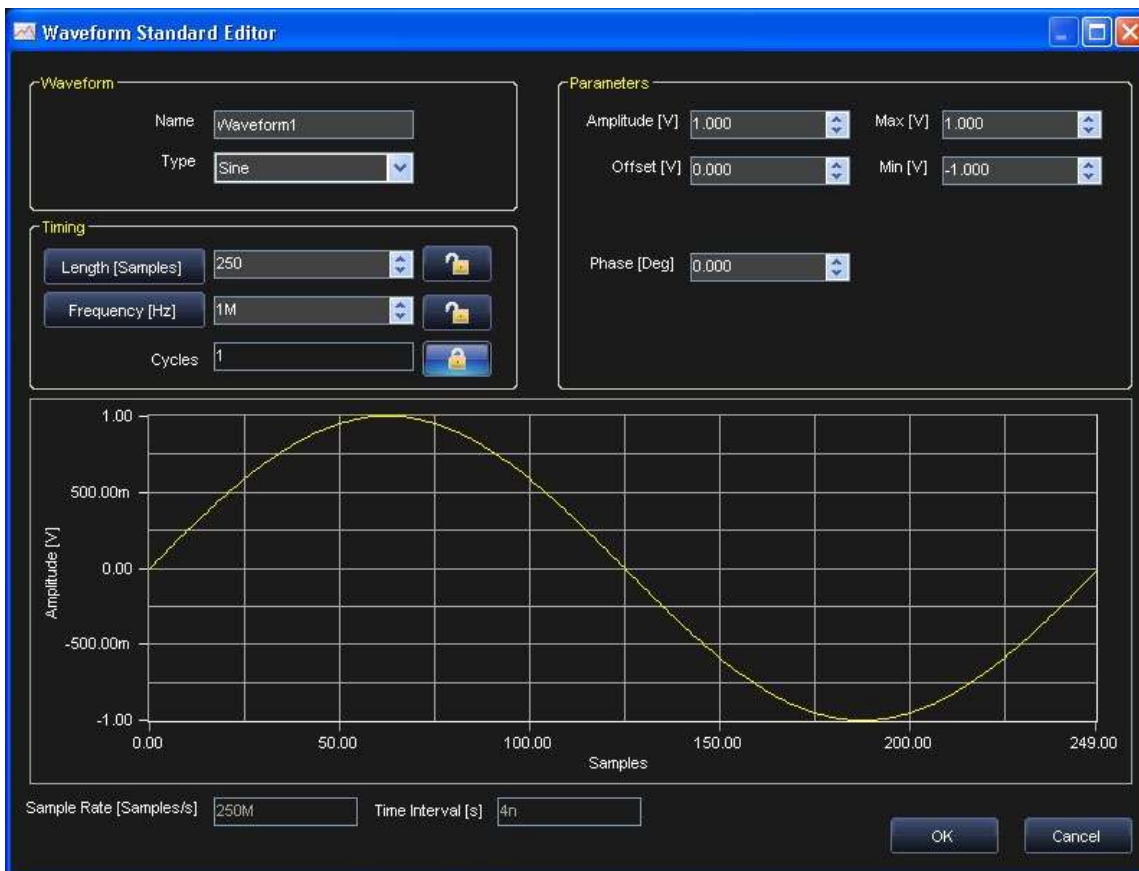 Waveform Standard Editor
Waveform
Name Waveform1
Type Sine
Parameters
Amplitude [V] 1.000 Max [V] 1.000
Offset [V] 0.000 Min [V] -1.000
Phase [Deg] 0.000
Timing
Length [Samples] 250
Frequency [Hz] 1M
Cycles 1
1.00
500.00m
0.00
-500.00m
-1.00
Amplitude [V]
0.00 50.00 100.00 150.00 200.00 249.00
Samples
Sample Rate [Samples/s] 250M Time Interval [s] 4n
OK Cancel